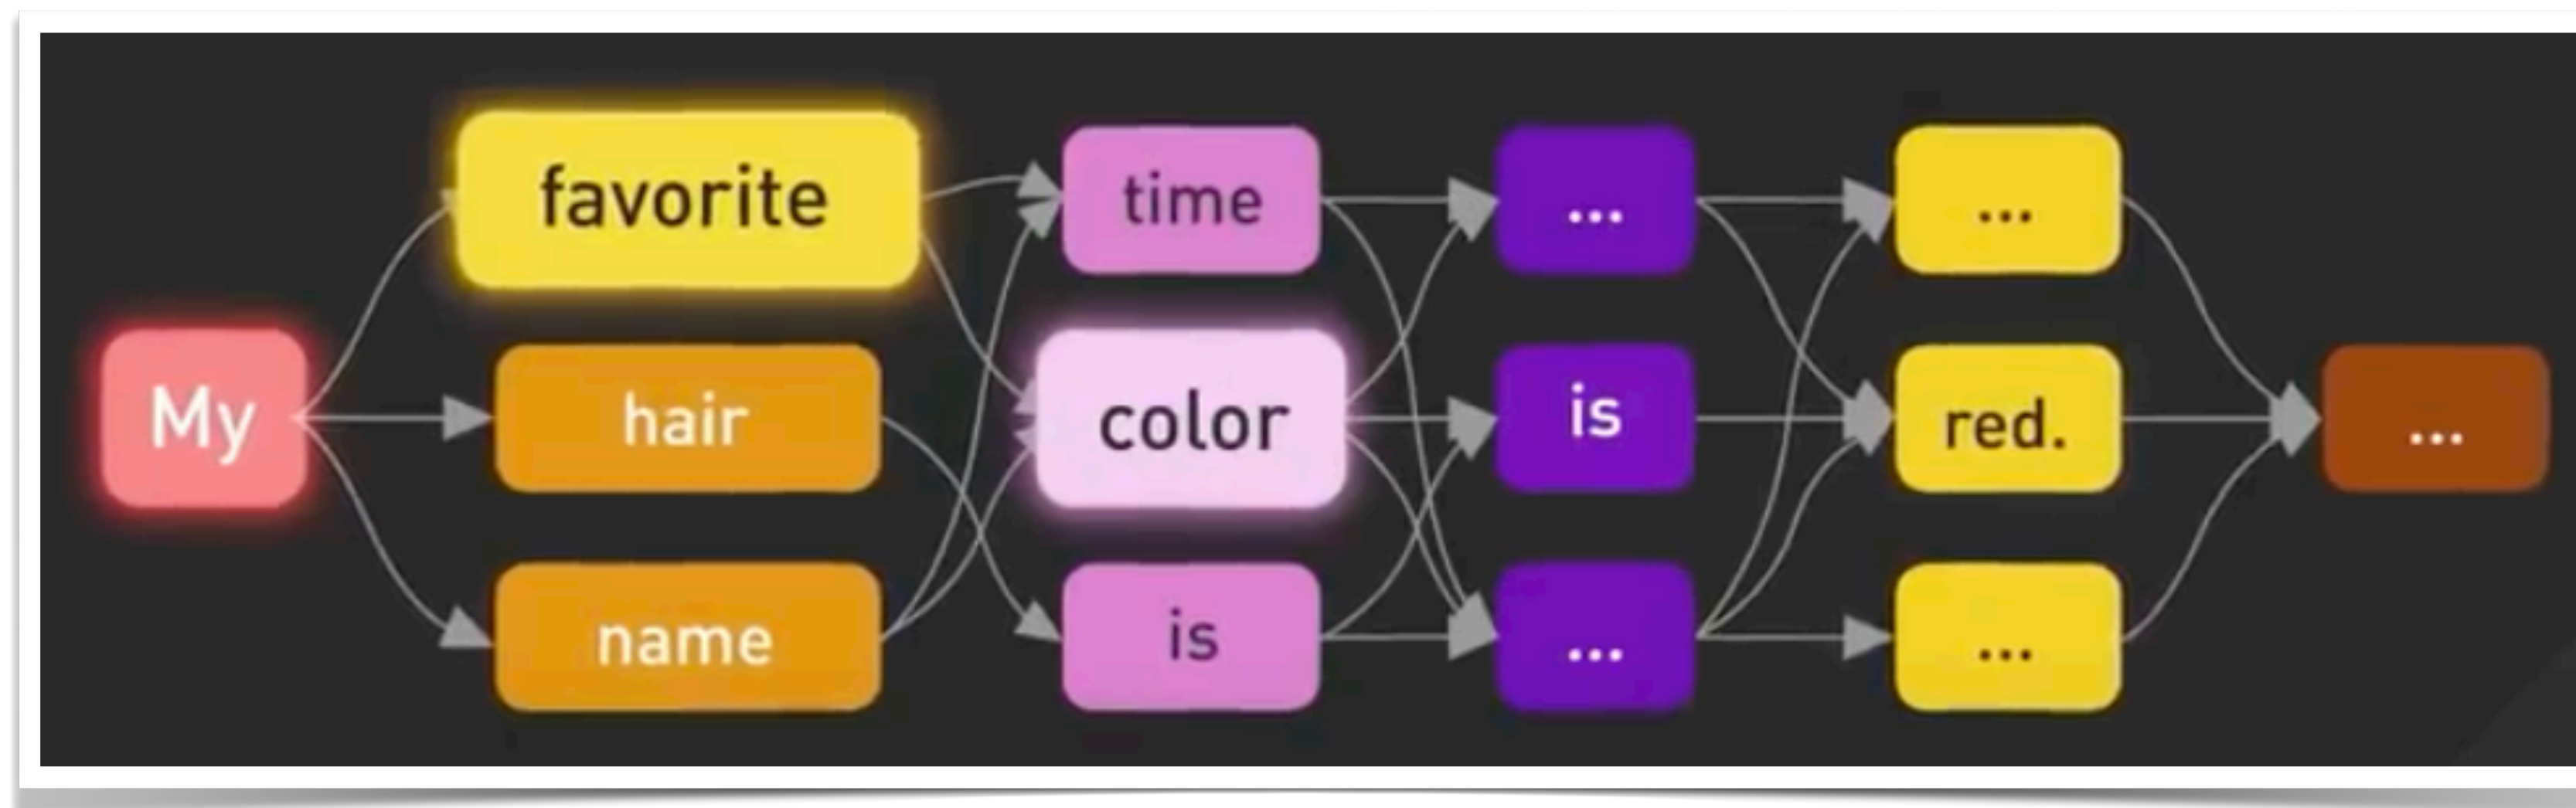 My
favorite
hair
name
time
color
is
...
is
...
...
red.
...
...